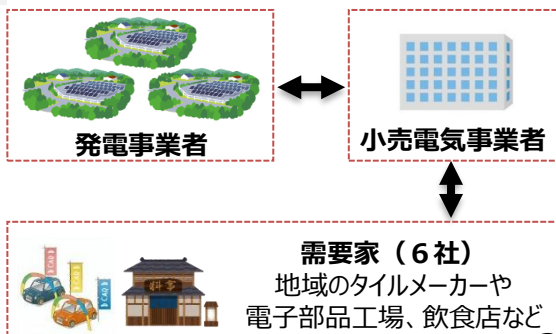 発電事業者
小売電気事業者
需要家（６社）
地域のタイルメーカーや
電子部品工場、飲食店など